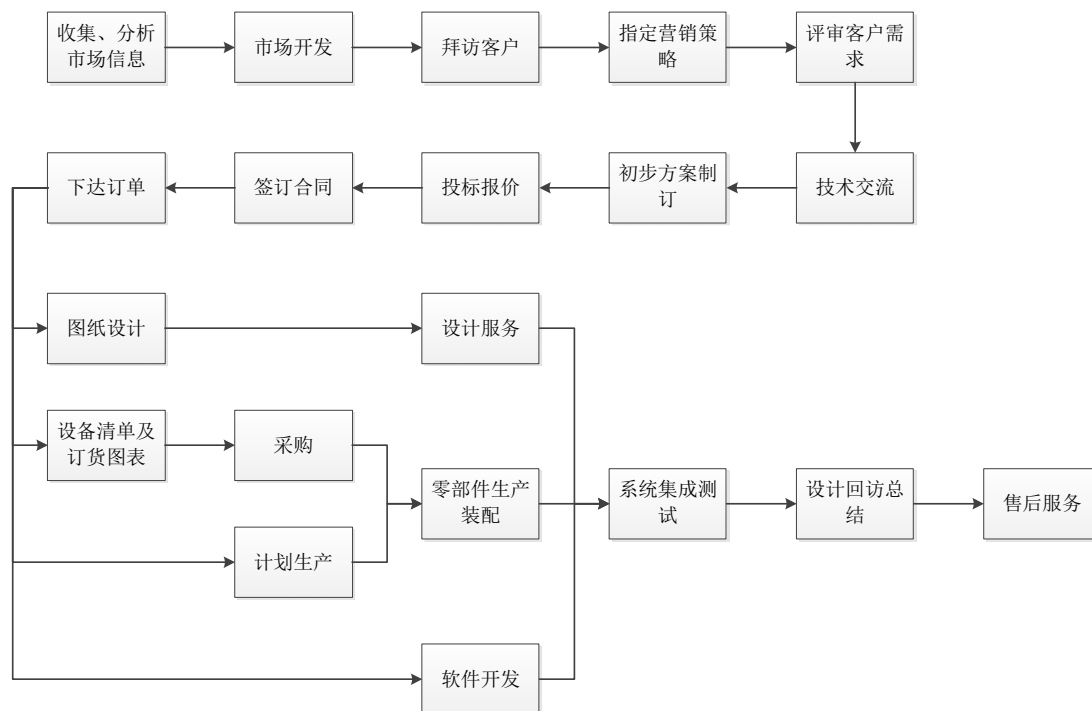 收集、分析
市场信息
市场开发
拜访客户
指定营销策
略
评审客户需
求
下达订单
签订合同
投标报价
初步方案制
订
技术交流
图纸设计
设计服务
设备清单及
订货图表
采购
零部件生产
装配
系统集成测
试
设计回访总
结
售后服务
计划生产
软件开发